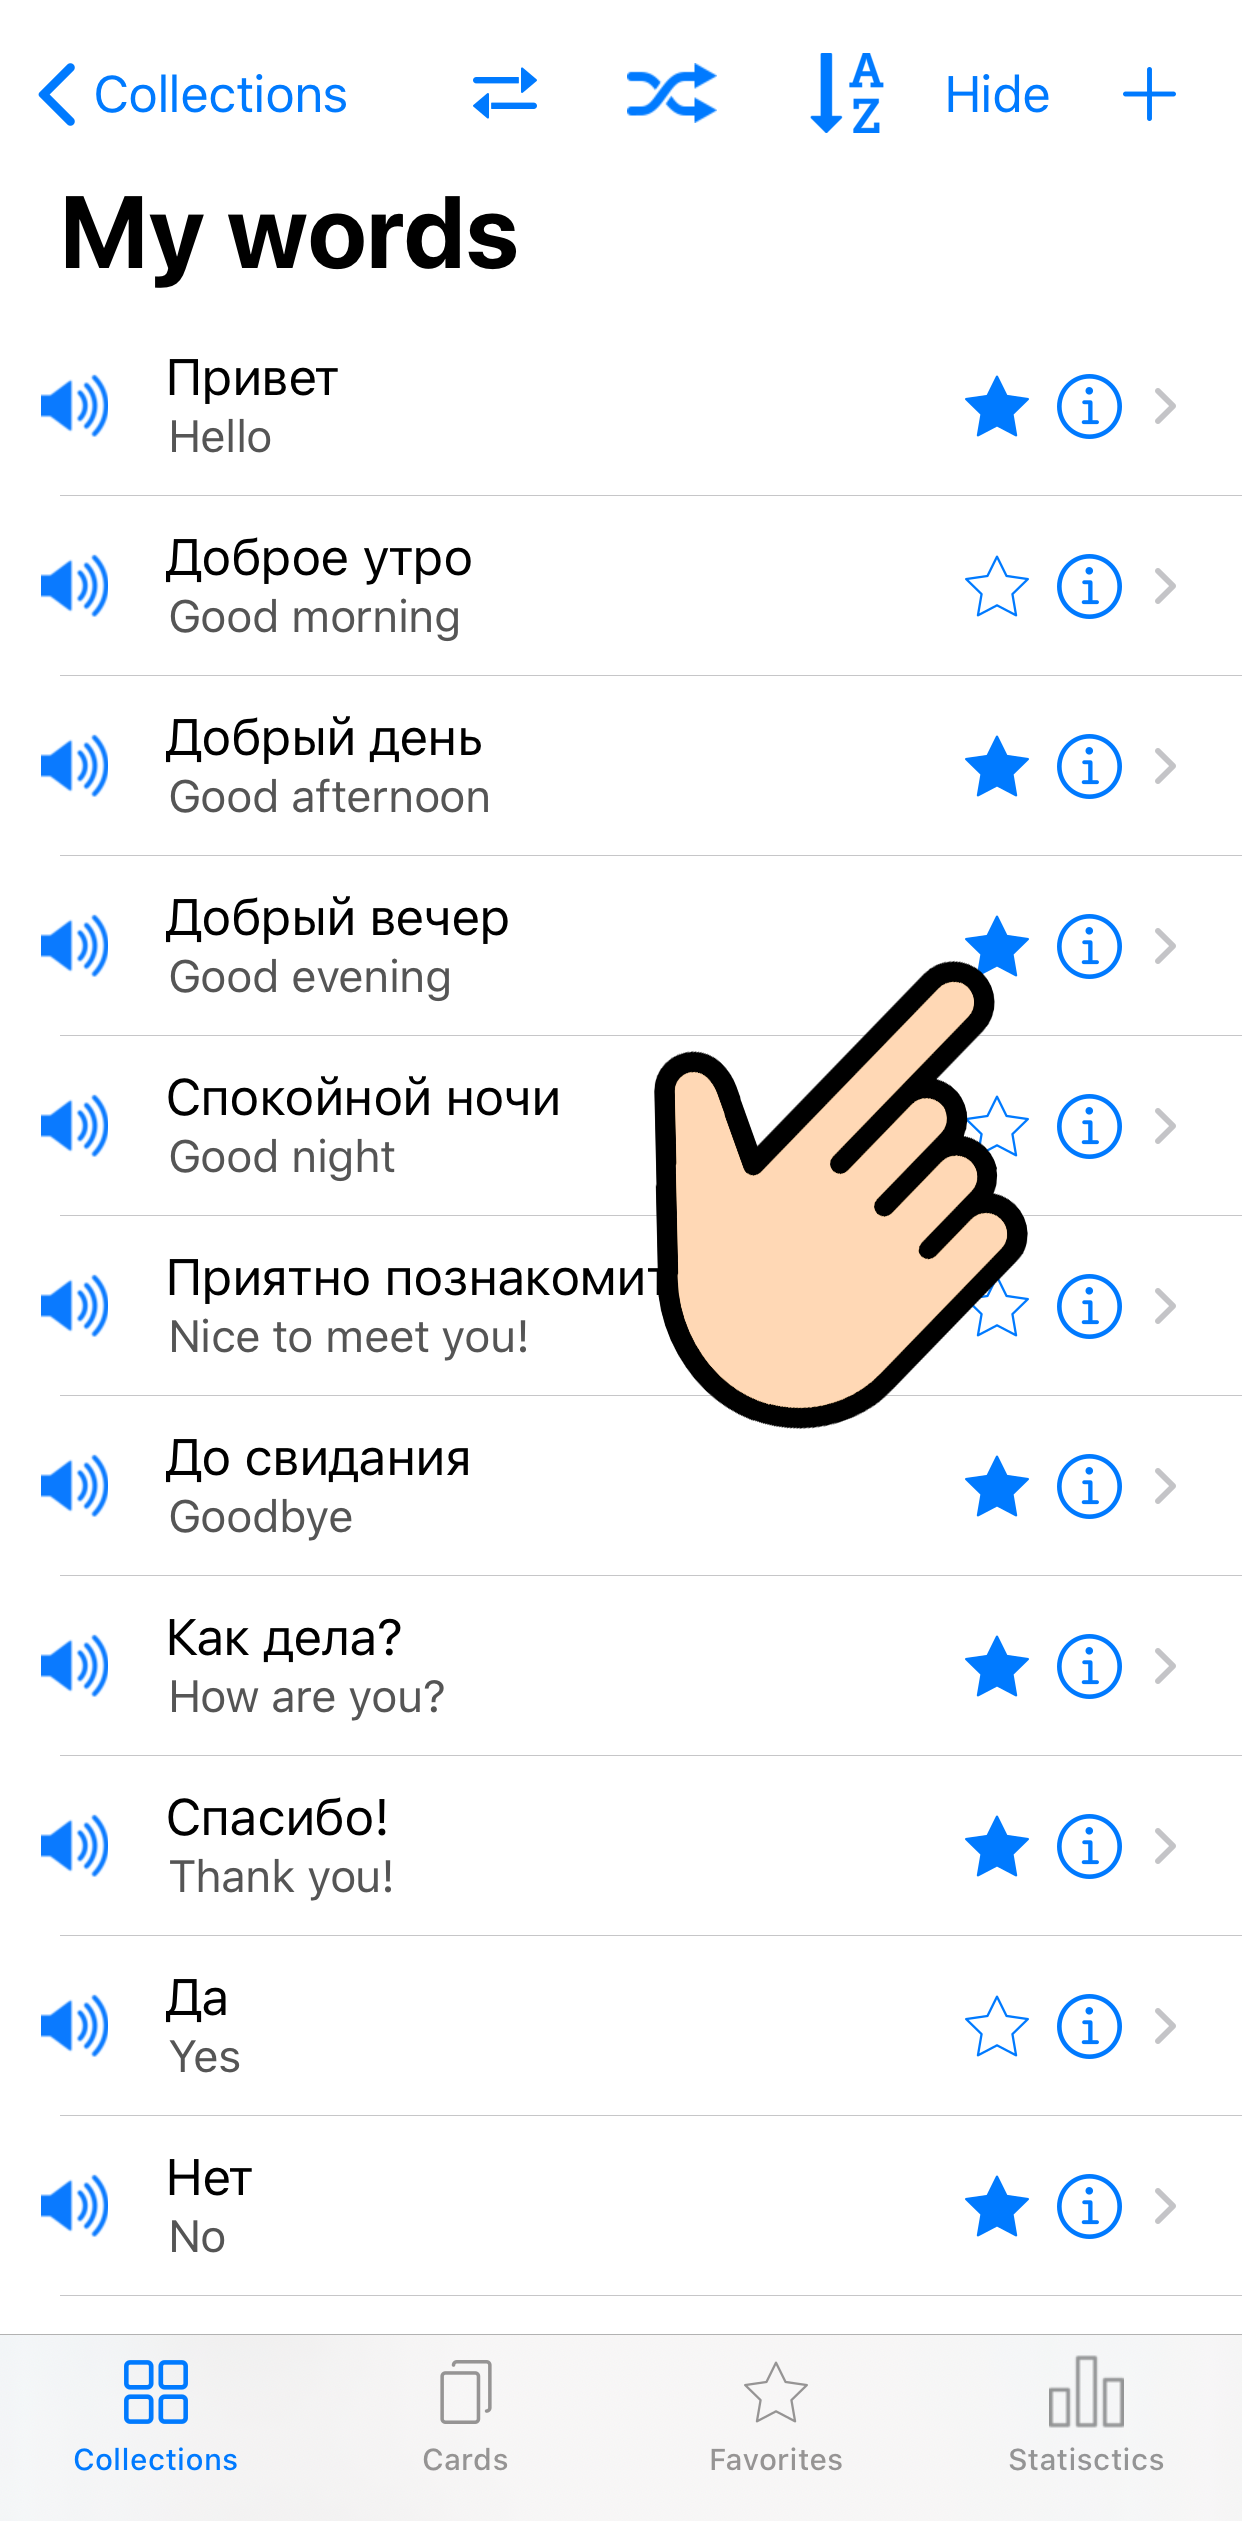 Collections A Z Hide
My words
Привет
Hello
Доброе утро
Good morning
Добрый день
Good afternoon
Добрый вечер
Good evening
Спокойной ночи
Good night
Приятно
Nice to meet you!
До свидания
Goodbye
Как дела?
How are you?
Спасибо!
Thank you!
Да
Yes
Нет
No
Collections Cards Favorites Statisctics